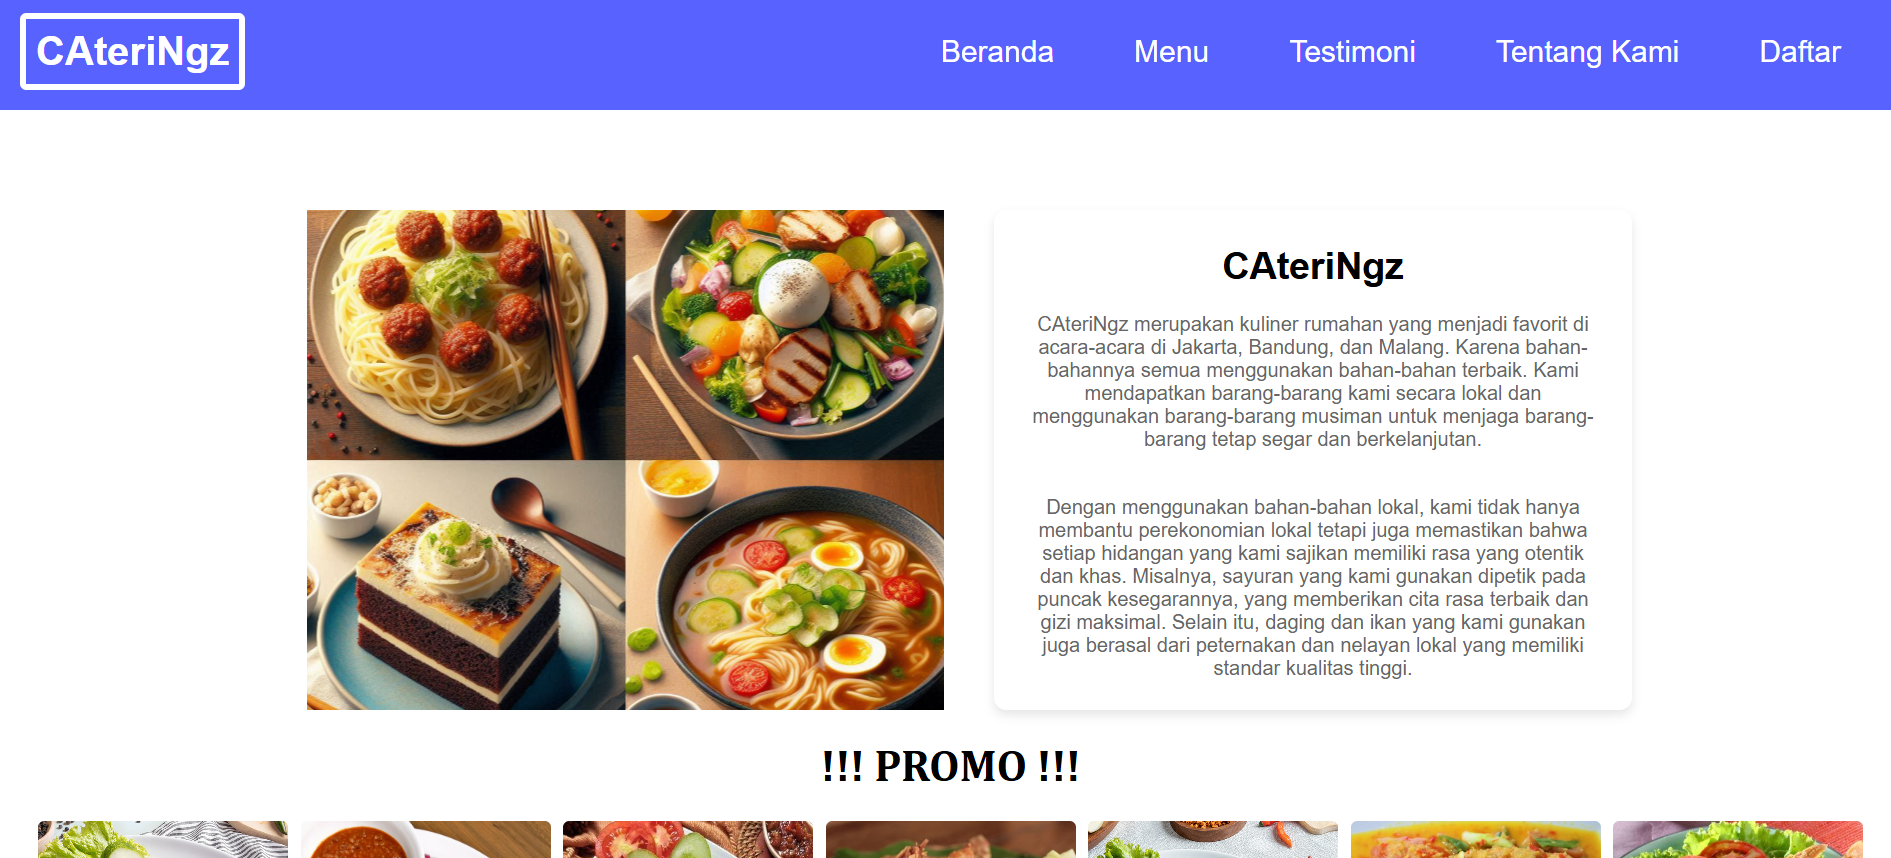 CAteriNgz
Beranda Menu Testimoni Tentang Kami Daftar
CAteriNgz
CAteriNgz merupakan kuliner rumahan yang menjadi favorit di
acara-acara di Jakarta, Bandung, dan Malang. Karena bahan-
bahannya semua menggunakan bahan-bahan terbaik. Kami
mendapatkan barang-barang kami secara lokal dan
menggunakan barang-barang musiman untuk menjaga barang-
barang tetap segar dan berkelanjutan.
Dengan menggunakan bahan-bahan lokal, kami tidak hanya
membantu perekonomian lokal tetapi juga memastikan bahwa
setiap hidangan yang kami sajikan memiliki rasa yang otentik
dan khas. Misalnya, sayuran yang kami gunakan dipetik pada
puncak kesegarannya, yang memberikan cita rasa terbaik dan
gizi maksimal. Selain itu, daging dan ikan yang kami gunakan
juga berasal dari peternakan dan nelayan lokal yang memiliki
standar kualitas tinggi.
!!! PROMO !!!